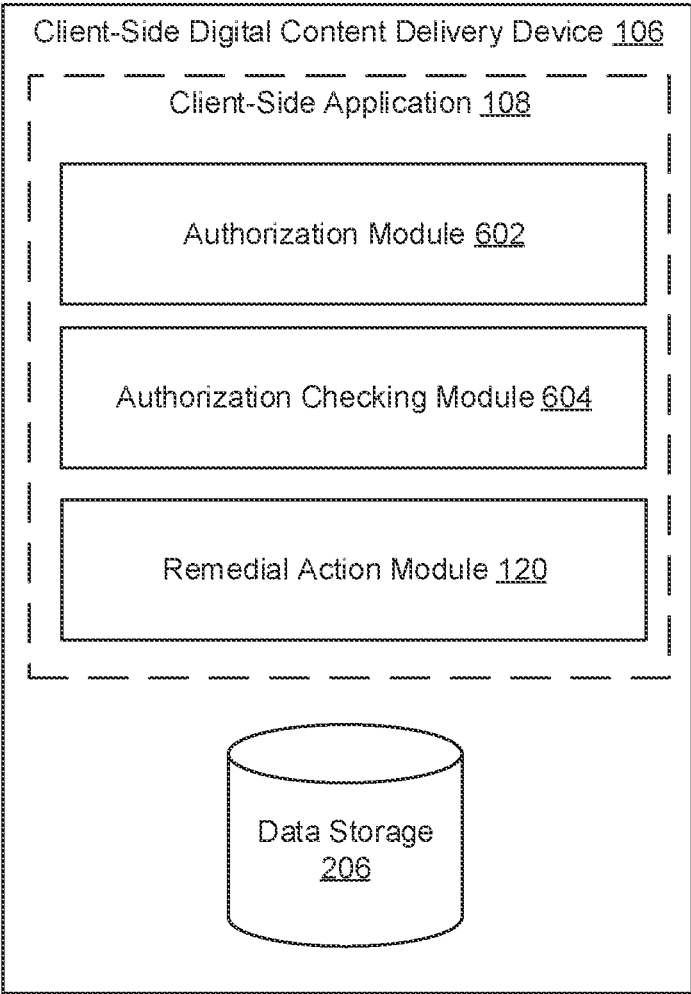 Client-Side Digital Content Delivery Device 106
Client-Side Application 108
Authorization Module 602
Authorization Checking Module 604
Remedial Action Module 120
Data Storage
206